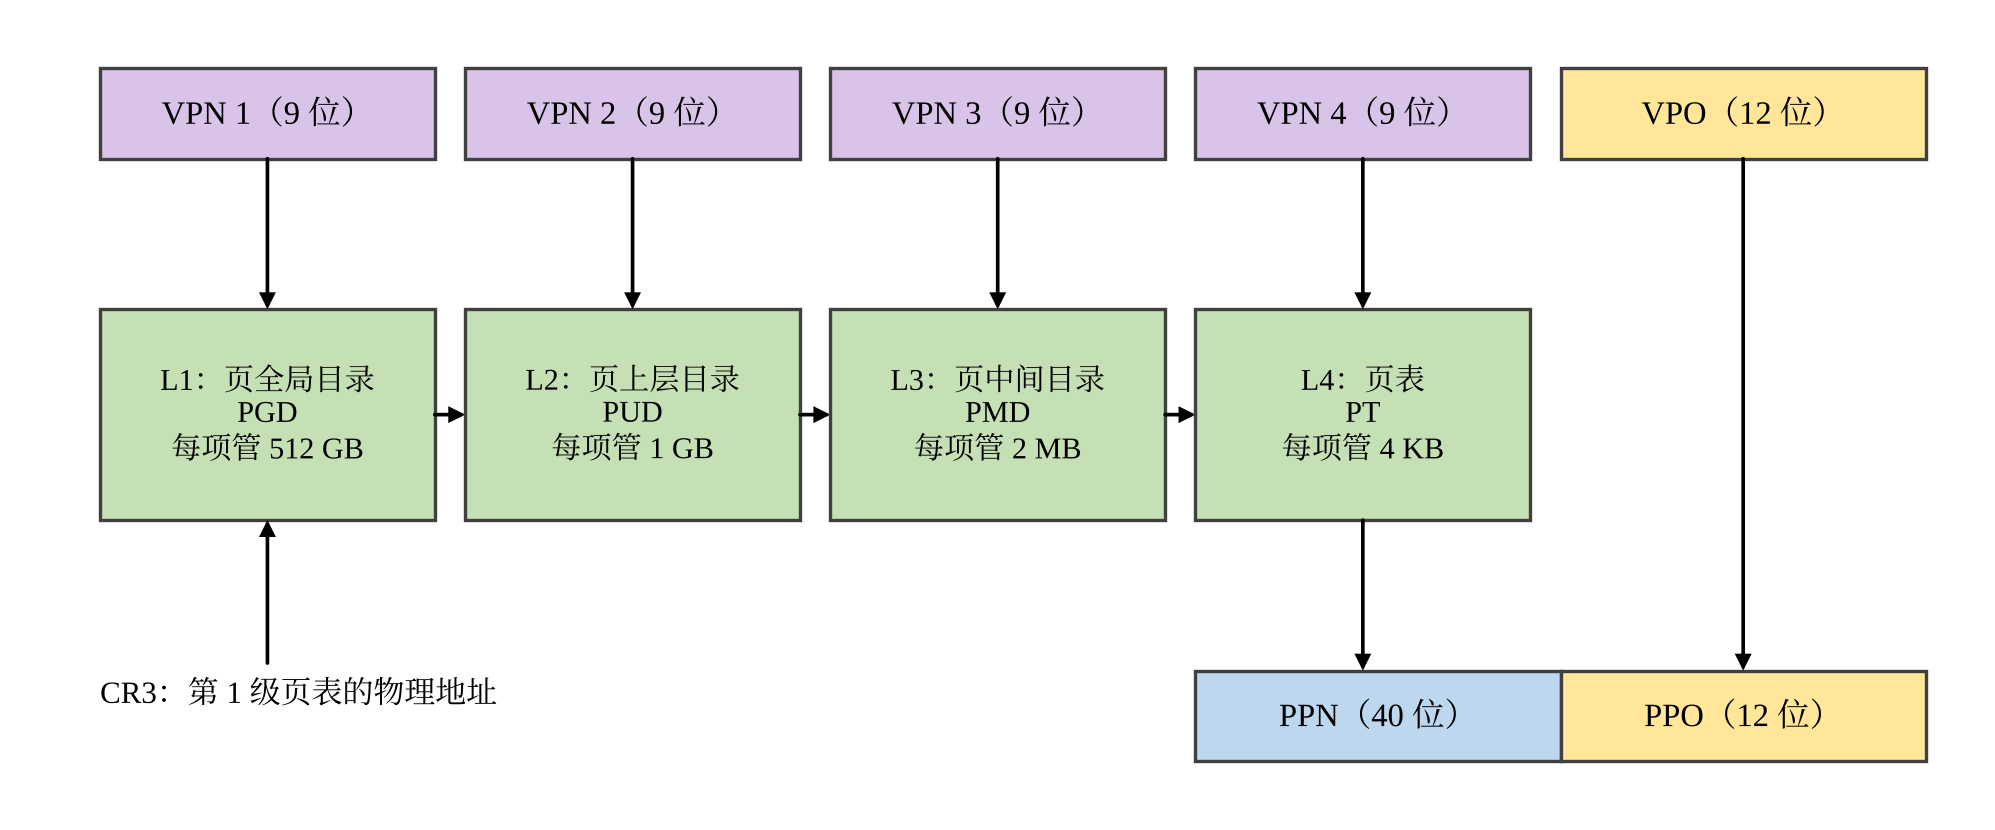 VPN 1（9 位）
VPN 2（9 位）
VPN 3（9 位）
VPN 4（9 位）
VPO（12 位）
L1：页全局目录
PGD
每项管 512 GB
L2：页上层目录
PUD
每项管 1 GB
L3：页中间目录
PMD
每项管 2 MB
L4：页表
PT
每项管 4 KB
CR3：第 1 级页表的物理地址
PPN（40 位）
PPO（12 位）